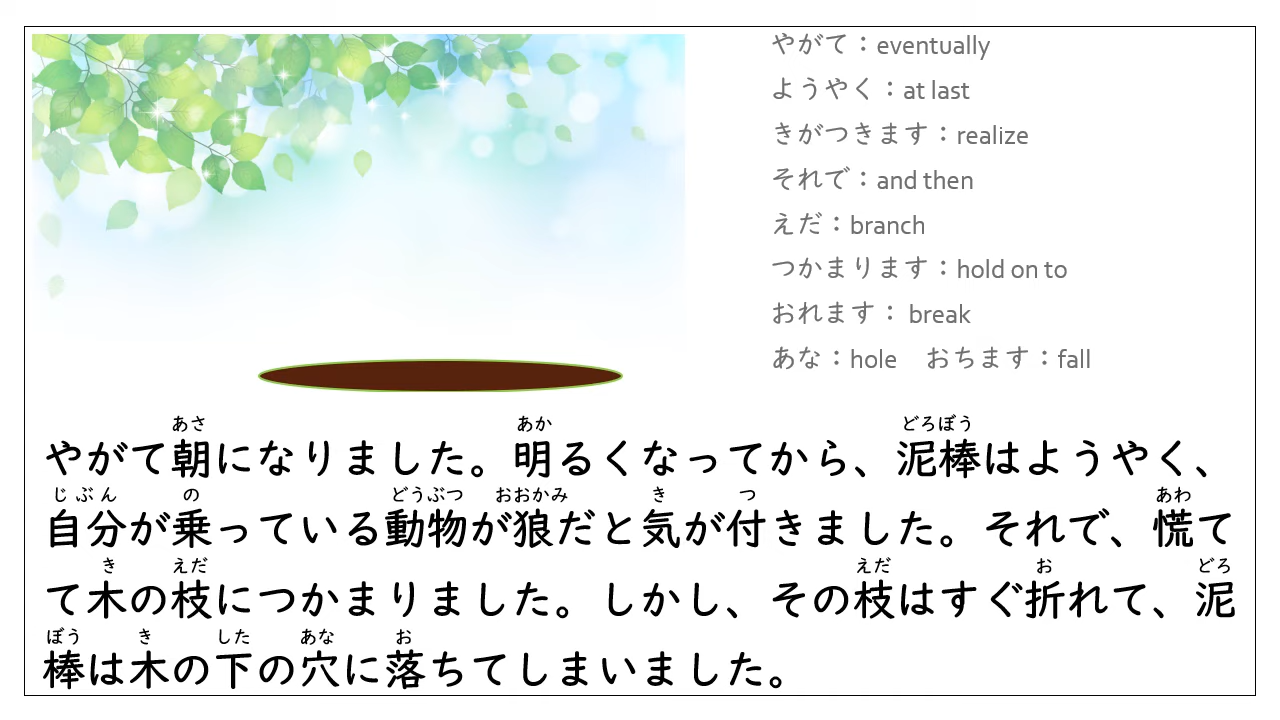 やがて：eventually
ようやく：at last
きがつきます：realize
それで：and then
えだ：branch
つかまります：hold on to
おれます： break
あな：hole　おちます：fall
あさ あか どろぼう
やがて朝になりました。明るくなってから、泥棒はようやく、
じぶん の どうぶつ おおかみ き つ あわ
自分が乗っている動物が狼だと気が付きました。それで、慌て
き えだ えだ お どろ
て木の枝につかまりました。しかし、その枝はすぐ折れて、泥
ぼう き した あな お
棒は木の下の穴に落ちてしまいました。